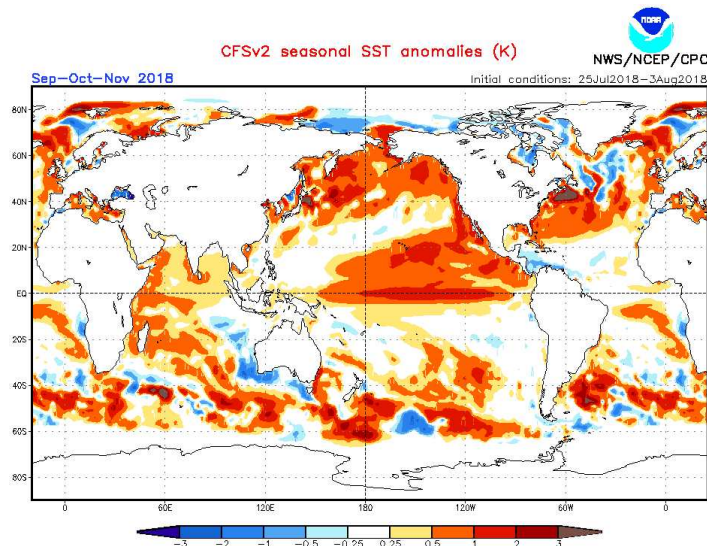 NOAA
CFSv2 seasonal SST anomalies (K)
NWS/NCEP/CPC
Sep-Oct-Nov 2018
Initial conditions: 25Jul2018-3Aug2018
80N
60N
40N
20N
EQ
20S
40S
60S
80S
0 60E 120E 180 120W 60W 0
-3 -2 -1 -0.5 -0.25 0.25 0.5 1 2 3